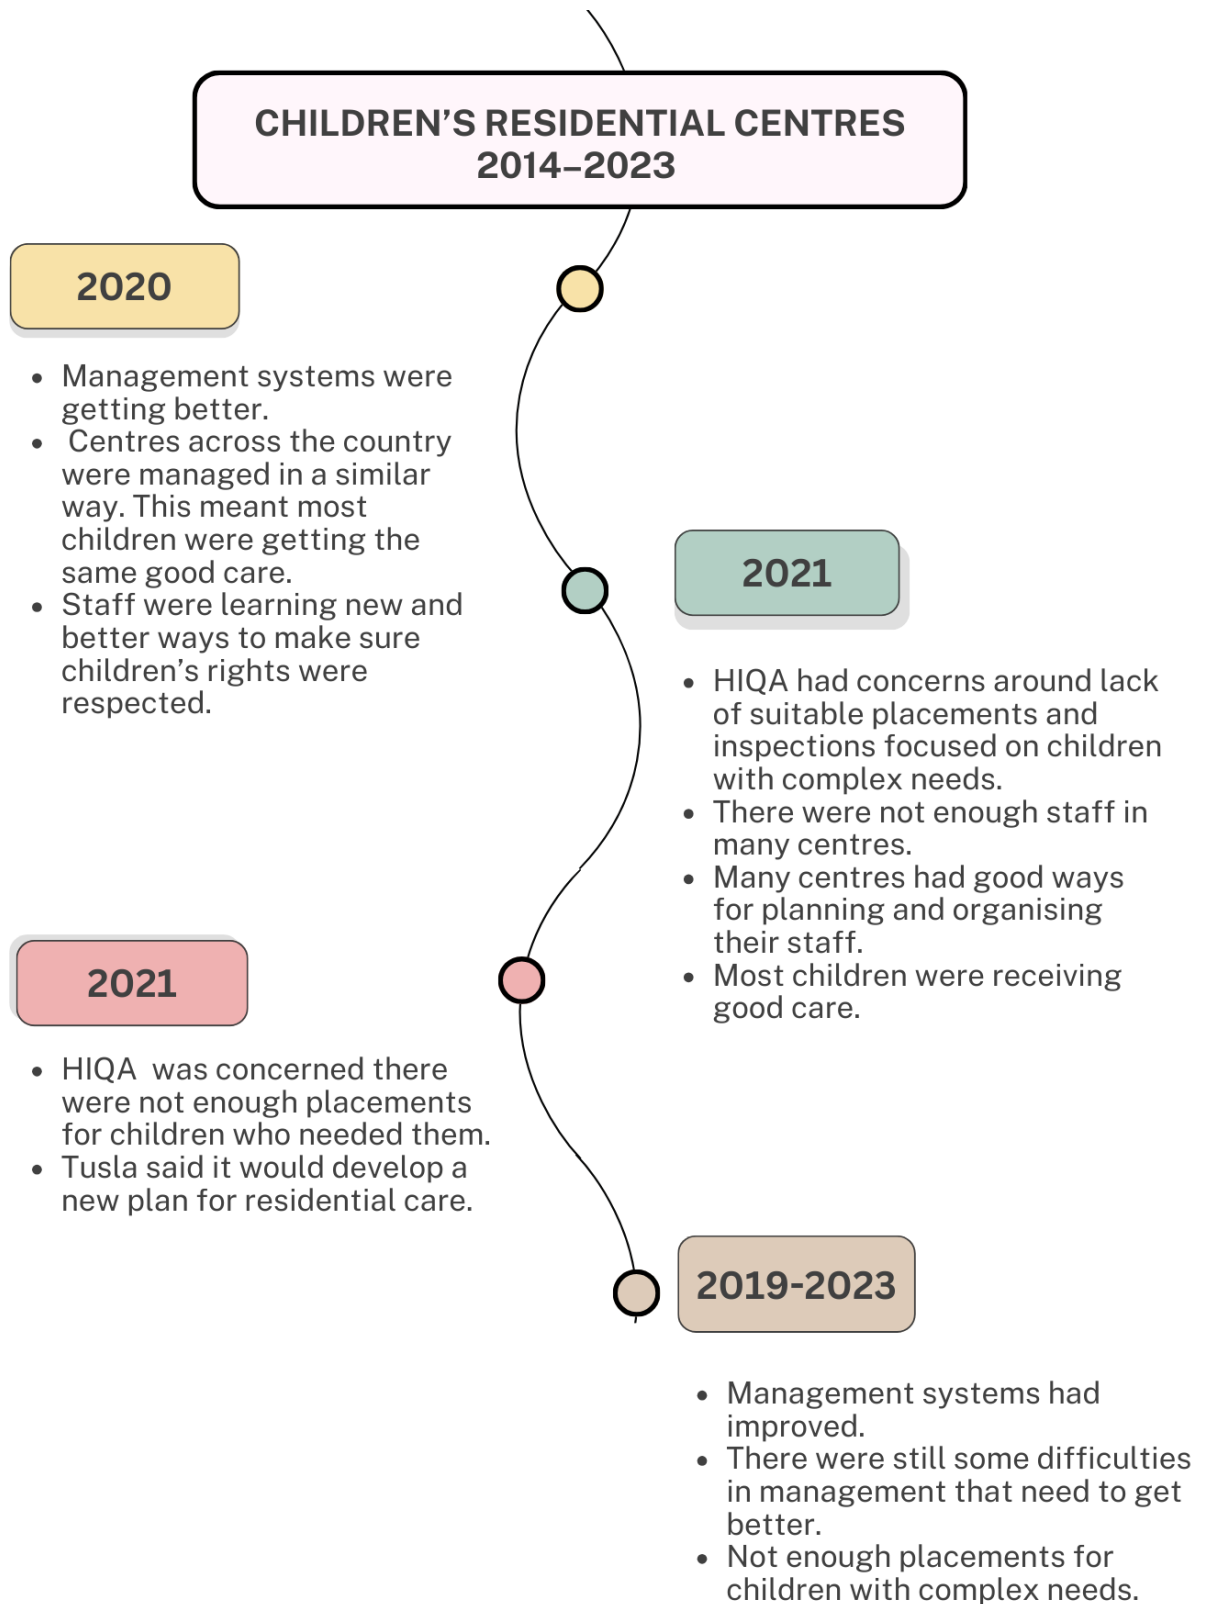 CHILDREN’S RESIDENTIAL CENTRES
2014–2023
2020
• Management systems were
getting better.
• Centres across the country
were managed in a similar
way. This meant most
children were getting the
same good care.
• Staff were learning new and
better ways to make sure
children’s rights were
respected.
2021
• HIQA had concerns around lack
of suitable placements and
inspections focused on children
with complex needs.
• There were not enough staff in
many centres.
• Many centres had good ways
for planning and organising
their staff.
• Most children were receiving
good care.
2021
• HIQA  was concerned there
were not enough placements
for children who needed them.
• Tusla said it would develop a
new plan for residential care.
2019-2023
• Management systems had
improved.
• There were still some difficulties
in management that need to get
better.
• Not enough placements for
children with complex needs.